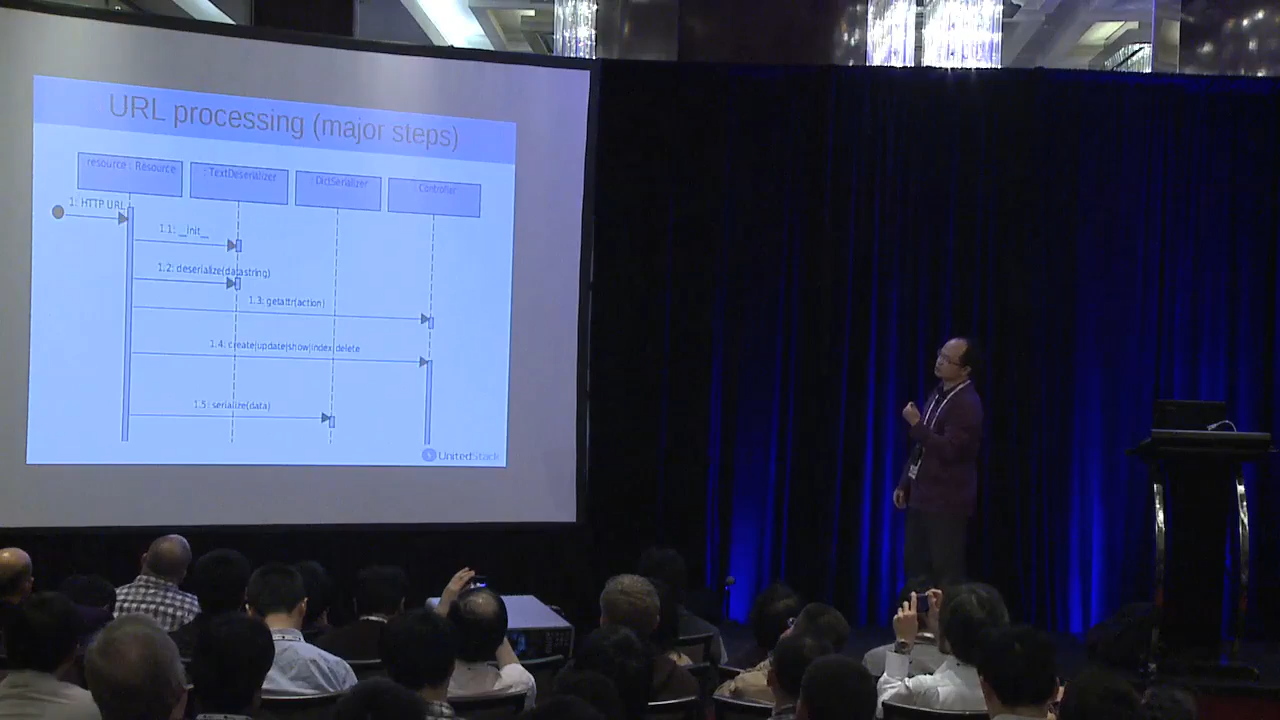 URL processing (major steps)
resource : Resource
: TextDeserializer
: DictSerializer
Controller
1: HTTP URL
1.1: __init__
1.2: deserialize(datastring)
1.3: getattr(action)
1.4: create|update|show|index|delete
1.5: serialize(data)
UnitedStack